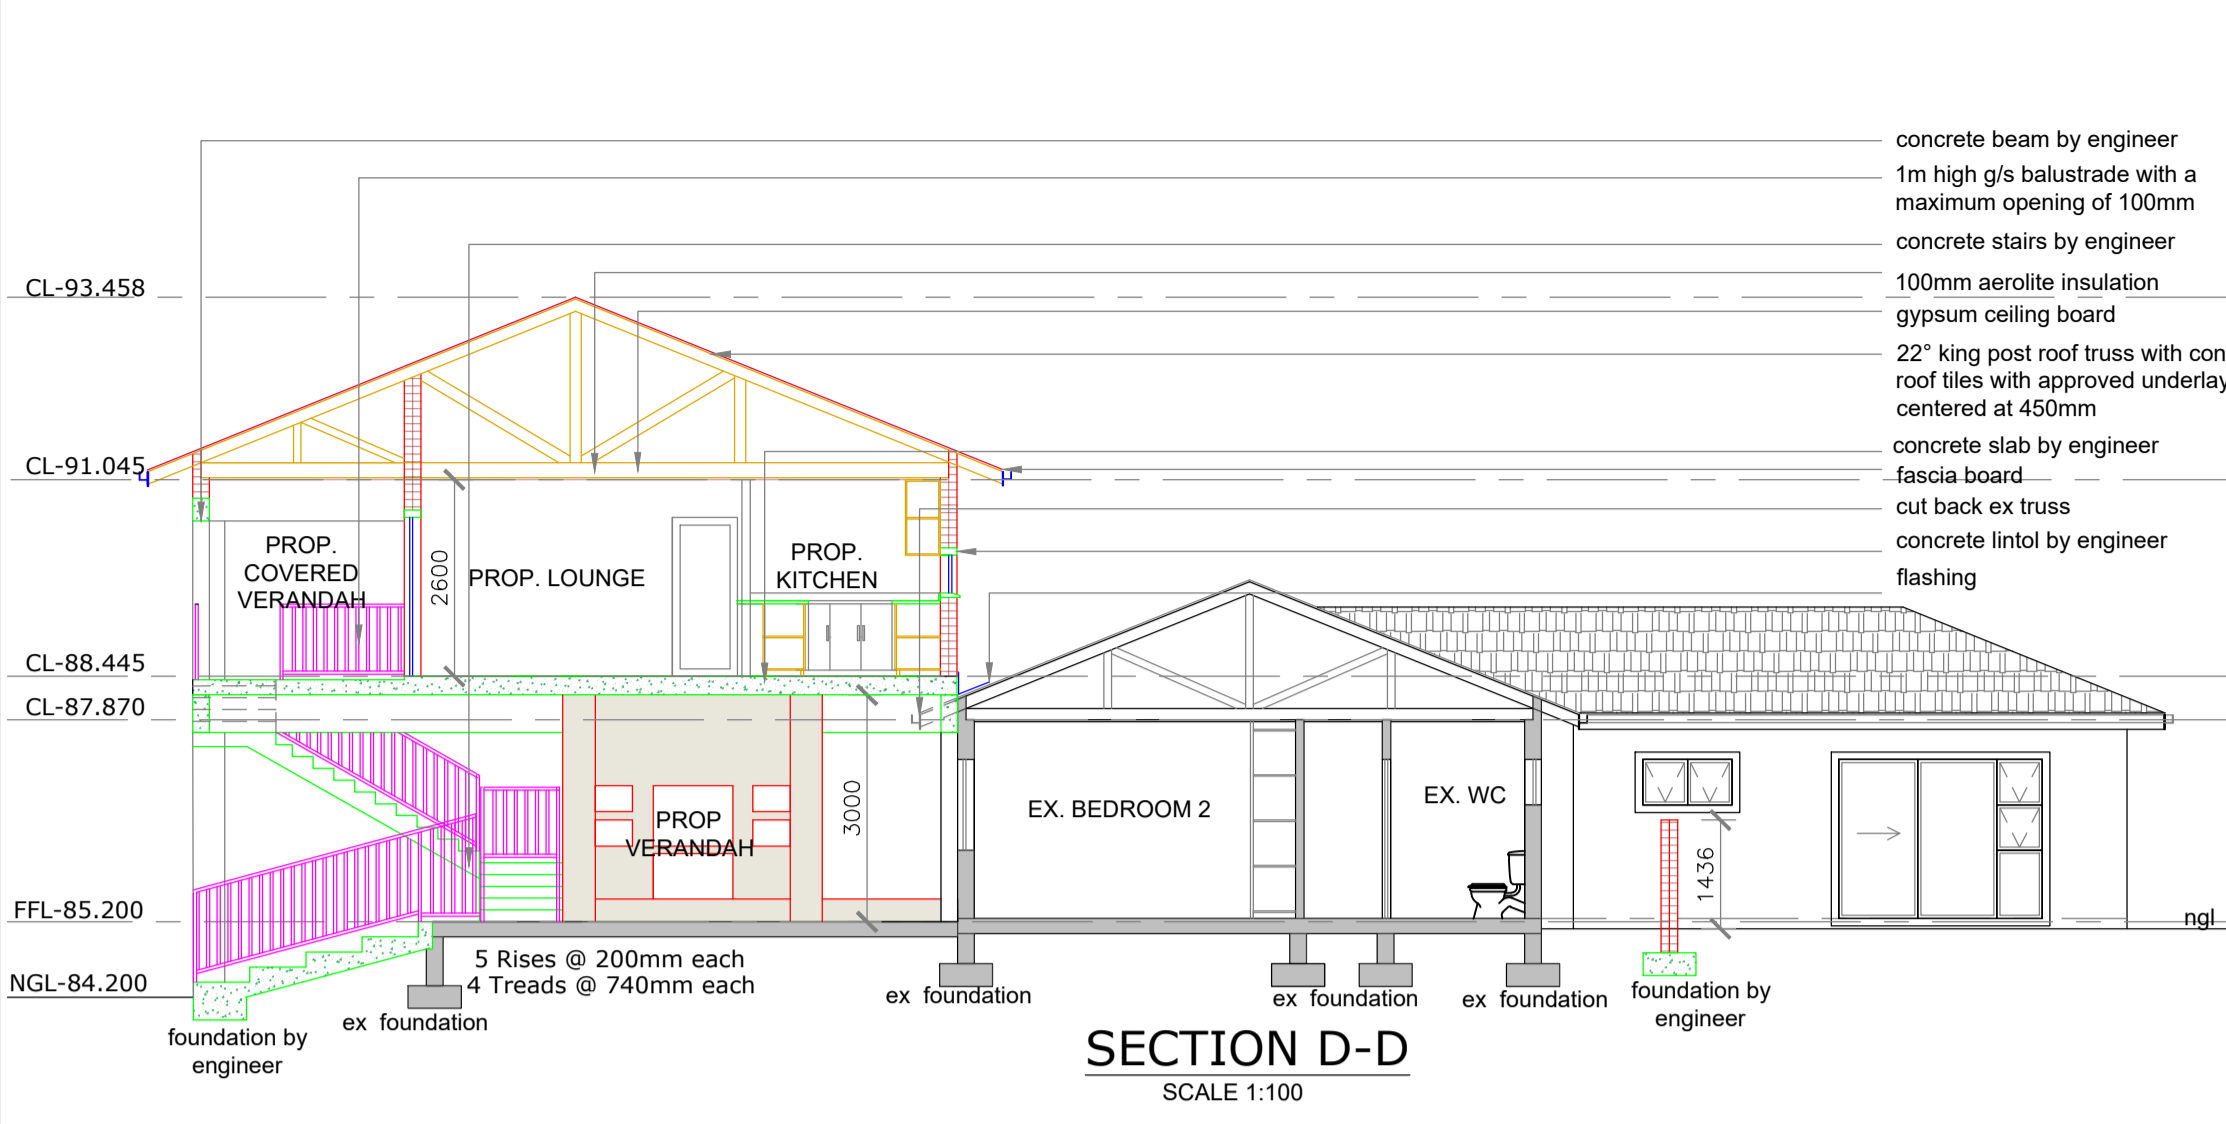 concrete beam by engineer
1m high g/s balustrade with a
maximum opening of 100mm
concrete stairs by engineer
CL-93.458
100mm aerolite insulation
gypsum ceiling board
22° king post roof truss with con
roof tiles with approved underlay
centered at 450mm
concrete slab by engineer
CL-91.045
fascia board
cut back ex truss
concrete lintol by engineer
flashing
PROP.
COVERED
VERANDAH
2600
PROP. LOUNGE
PROP.
KITCHEN
CL-88.445
CL-87.870
EX. BEDROOM 2
EX. WC
PROP
VERANDAH
3000
1436
FFL-85.200
ngl
5 Rises @ 200mm each
4 Treads @ 740mm each
NGL-84.200
ex foundation
ex foundation
ex foundation
ex foundation
foundation by
engineer
foundation by
engineer
SECTION D-D
SCALE 1:100